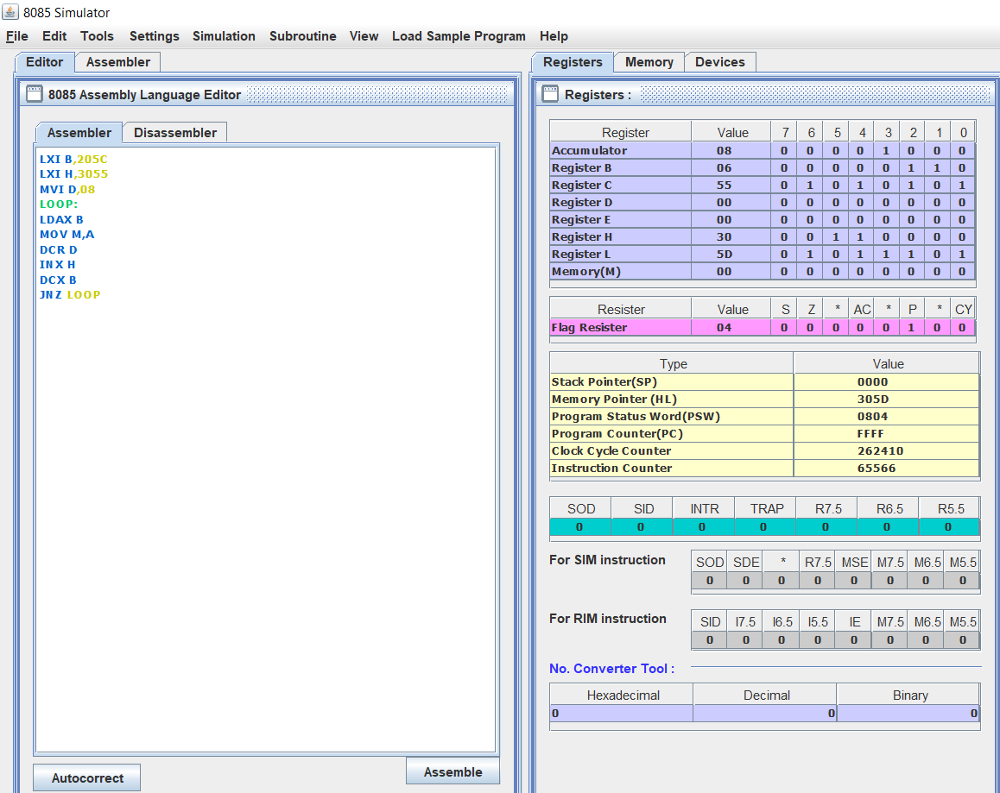 8085 Simulator
File Edit Tools Settings Simulation Subroutine View Load Sample Program Help
Editor Assembler
8085 Assembly Language Editor
Assembler Disassembler
LXI B,205C
LXI H,3055
MVI D,08
LOOP:
LDAX B
MOV M,A
DCR D
INX H
DCX B
JNZ LOOP
Autocorrect Assemble
Registers Memory Devices
Registers :
Register Value 7 6 5 4 3 2 1 0
Accumulator 08 0 0 0 0 1 0 0 0
Register B 06 0 0 0 0 0 1 1 0
Register C 55 0 1 0 1 0 1 0 1
Register D 00 0 0 0 0 0 0 0 0
Register E 00 0 0 0 0 0 0 0 0
Register H 30 0 0 1 1 0 0 0 0
Register L 5D 0 1 0 1 1 1 0 1
Memory(M) 00 0 0 0 0 0 0 0 0
Resister Value S Z * AC * P * CY
Flag Resister 04 0 0 0 0 0 1 0 0
Type Value
Stack Pointer(SP) 0000
Memory Pointer (HL) 305D
Program Status Word(PSW) 0804
Program Counter(PC) FFFF
Clock Cycle Counter 262410
Instruction Counter 65566
SOD SID INTR TRAP R7.5 R6.5 R5.5
0 0 0 0 0 0 0
For SIM instruction
SOD SDE * R7.5 MSE M7.5 M6.5 M5.5
0 0 0 0 0 0 0 0
For RIM instruction
SID I7.5 I6.5 I5.5 IE M7.5 M6.5 M5.5
0 0 0 0 0 0 0 0
No. Converter Tool :
Hexadecimal Decimal Binary
0 0 0